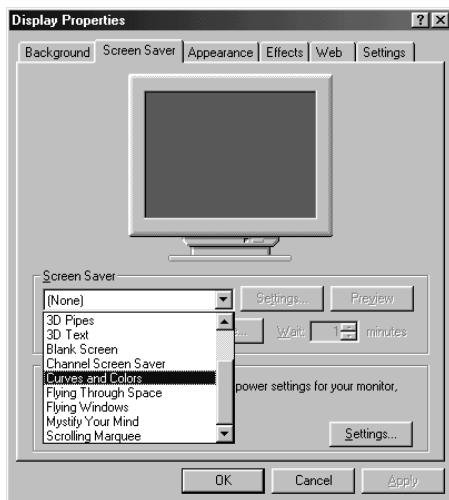 Display Properties
Background Screen Saver Appearance Effects Web Settings
Screen Saver
(None) Settings... Preview
3D Pipes
3D Text
Blank Screen
Wait: 1 minutes
Channel Screen Saver
Curves and Colors
Flying Through Space
power settings for your monitor,
Flying Windows
Mystify Your Mind
Scrolling Marquee
Settings...
OK Cancel Apply